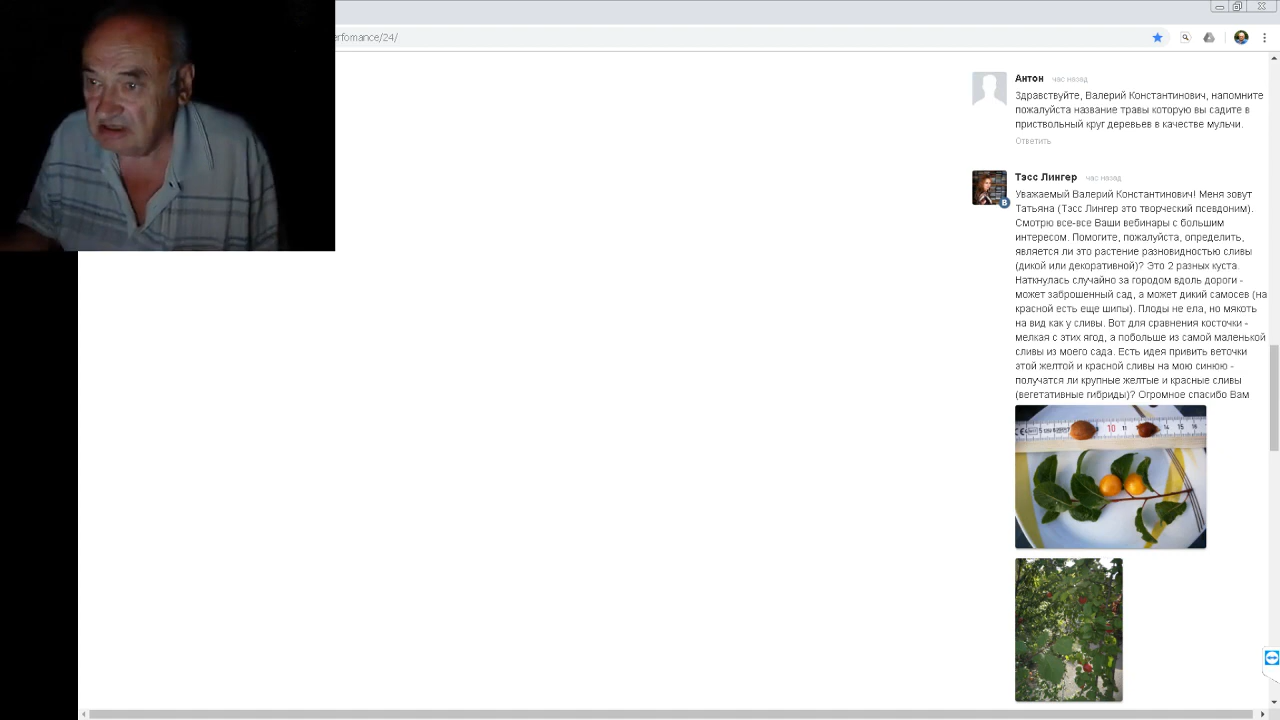 erfomance/24/
Антон час назад
Здравствуйте, Валерий Константинович, напомните
пожалуйста название травы которую вы садите в
приствольный круг деревьев в качестве мульчи.
Ответить
Тэсс Лингер час назад
Уважаемый Валерий Константинович! Меня зовут
Татьяна (Тасс Лингер это творческий псевдоним).
Смотрю все-все Ваши вебинары с большим
интересом. Помогите, пожалуйста, определить,
является ли это растение разновидностью сливы
(дикой или декоративной)? Это 2 разных куста.
Наткнулась случайно за городом вдоль дороги -
может заброшенный сад, а может дикий самосев (на
красной есть еще шипы). Плоды не ела, но мякоть
на вид как у сливы. Вот для сравнения косточки -
мелкая с этих ягод, а побольше из самой маленькой
сливы из моего сада. Есть идея привить веточки
этой желтой и красной сливы на мою синюю -
получатся ли крупные желтые и красные сливы
(вегетативные гибриды)? Огромное спасибо Вам
10 11
14 15 16